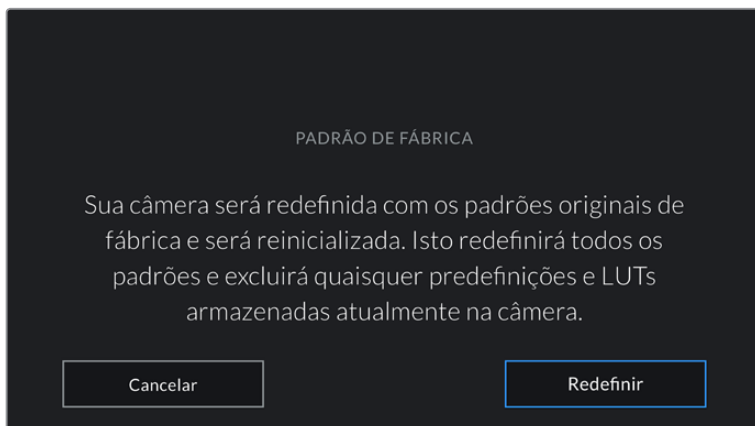 PADRÃO DE FÁBRICA
Sua câmera será redefinida com os padrões originais de
fábrica e será reinicializada. Isto redefinirá todos os
padrões e excluirá quaisquer predefinições e LUTs
armazenadas atualmente na câmera.
Cancelar
Redefinir